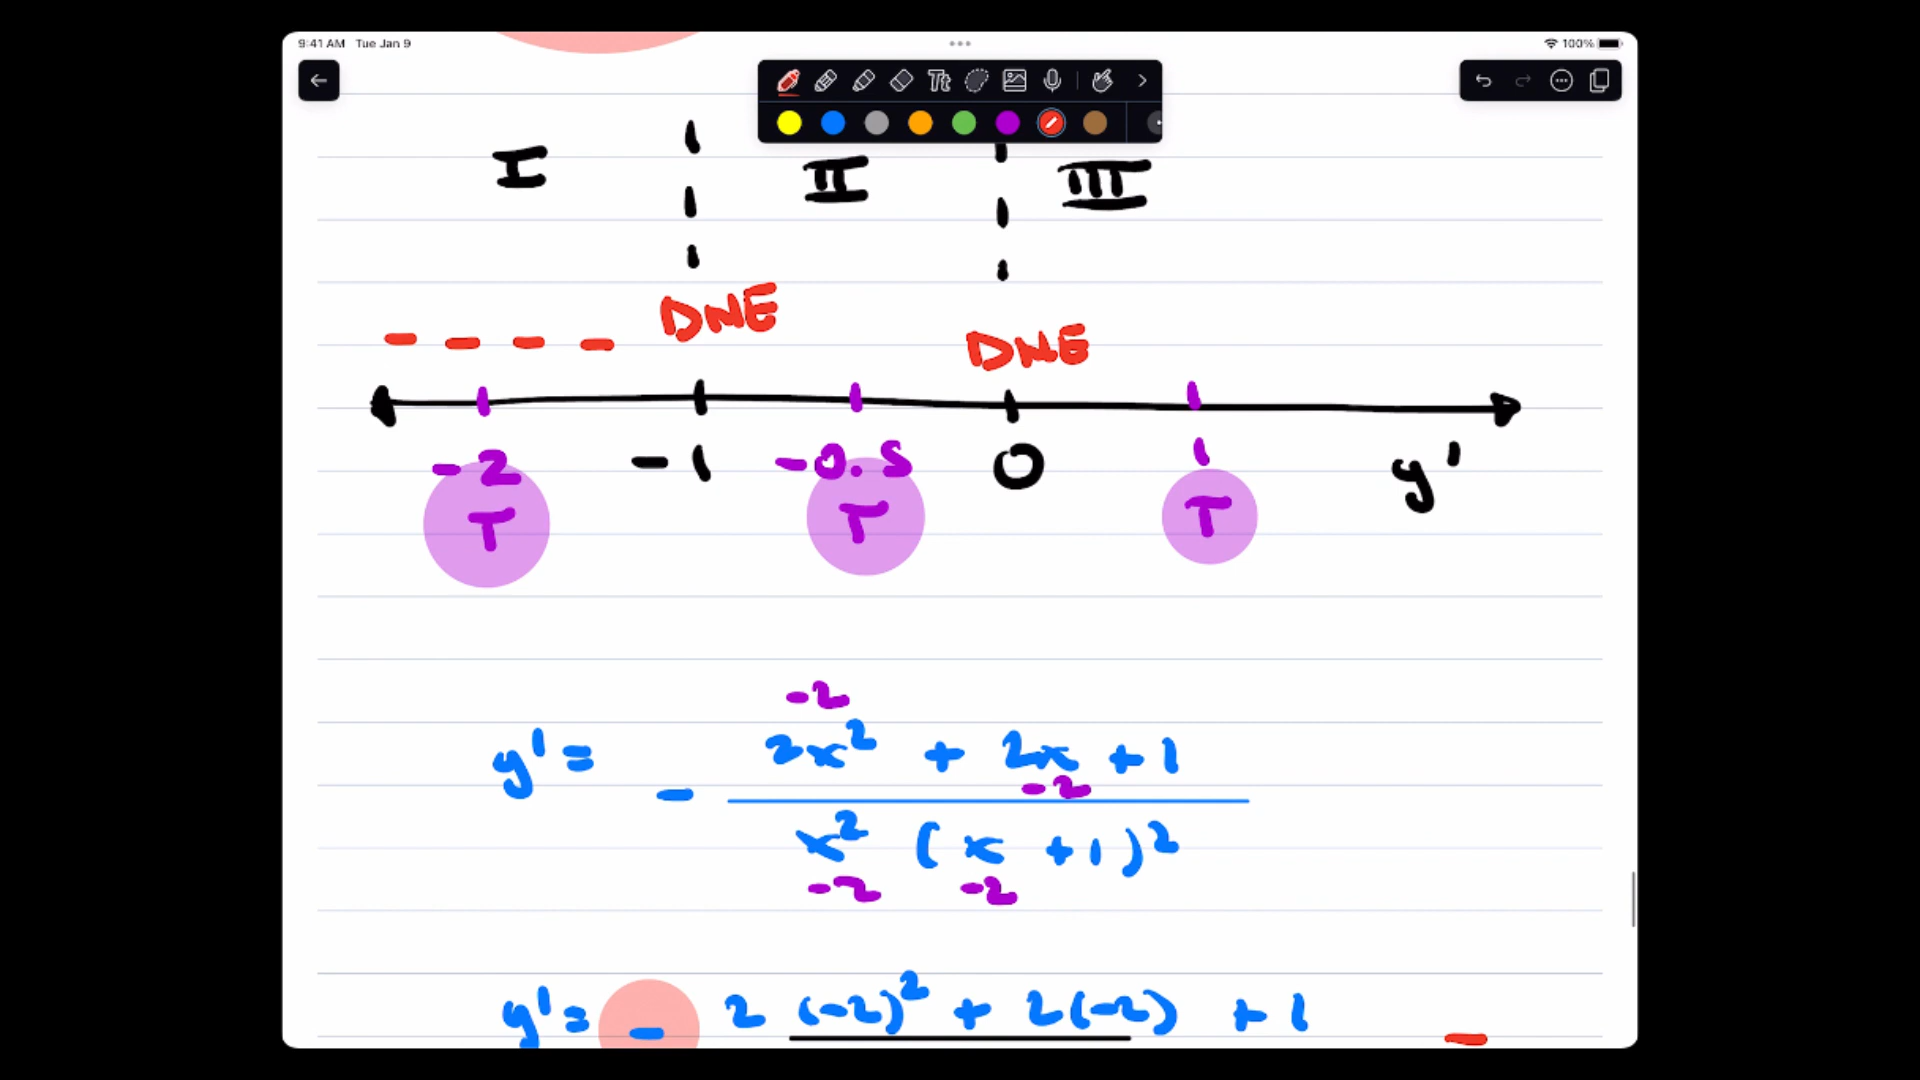 9:41 AM Tue Jan 9
100%
Tt
I II III
DNE
DNE
- - - -
-2 -1 -0.5 0 1 y'
T T T
-2
y' = - 2x² + 2x + 1
-2
x² (x + 1)²
-2 -2
y' = - 2 (-2)² + 2(-2) + 1
-